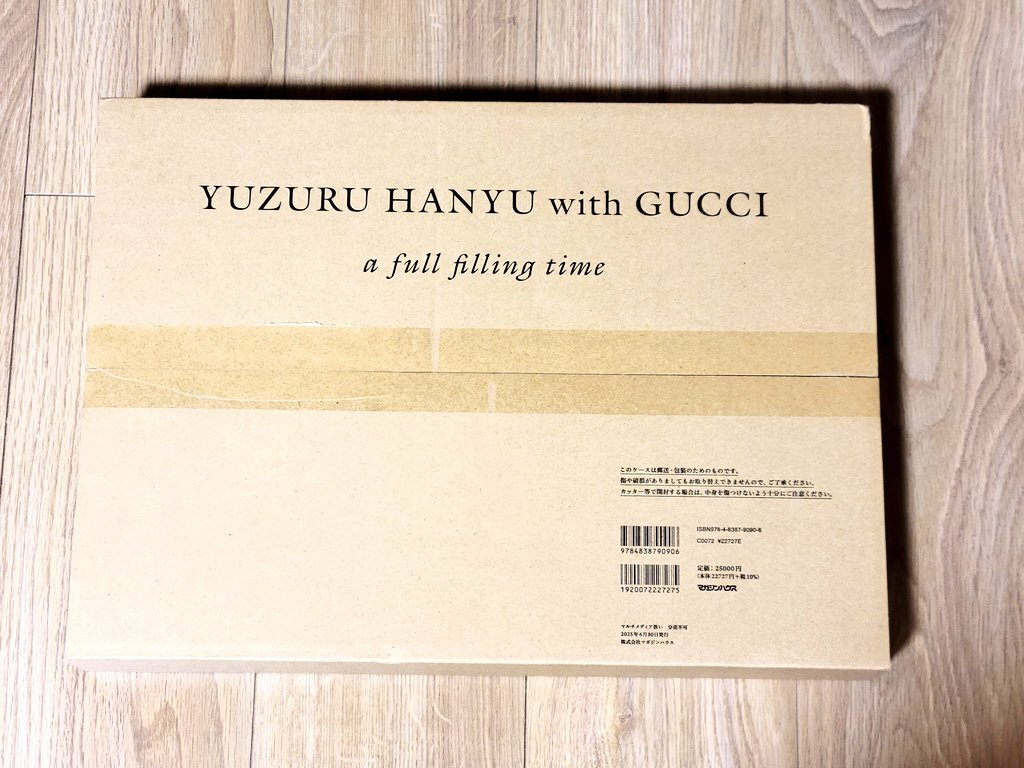 YUZURU HANYU with GUCCI
a full filling time
このケースは郵送・包装のためのものです。
傷や破損がありましてもお取り替えできませんので、ご了承ください。
カッター等で開封する場合は、中身を傷つけないよう十分にご注意ください。
ISBN978-4-8387-9090-6
C0072 ¥22727E
9784838790906
定価：25000円
（本体22727円＋税10%）
マガジンハウス
1920072227275
マルチメディア扱い 分売不可
2025年6月30日発行
株式会社マガジンハウス